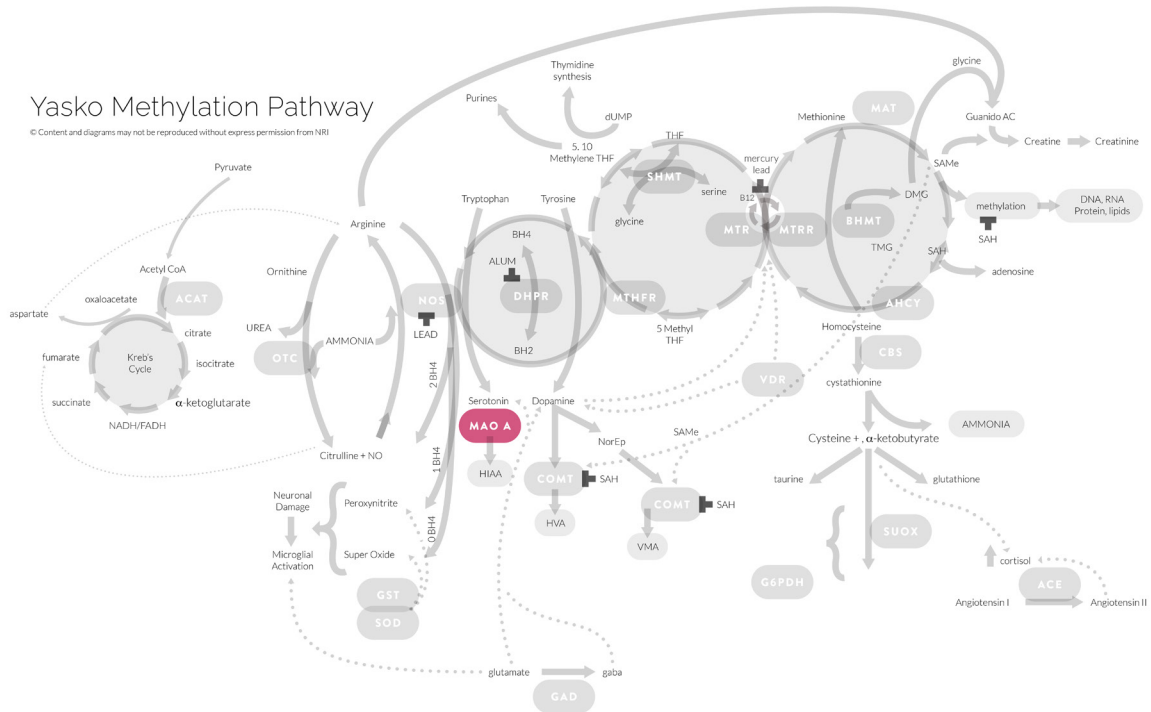 Yasko Methylation Pathway
© Content and diagrams may not be reproduced without express permission from NRI
Thymidine
synthesis
Purines
dUMP
5, 10
Methylene THF
THF
SHMT
serine
glycine
mercury
lead
B12
MTR
MTRR
Methionine
MAT
glycine
Guanido AC
Creatine
Creatinine
SAMe
DMG
BHMT
TMG
methylation
DNA, RNA
Protein, lipids
SAH
SAH
adenosine
AHCY
Pyruvate
Arginine
Tryptophan
Tyrosine
BH4
ALUM
DHPR
BH2
MTHFR
5 Methyl
THF
Acetyl CoA
ACAT
oxaloacetate
aspartate
citrate
fumarate
Kreb's
Cycle
isocitrate
succinate
α-ketoglutarate
NADH/FADH
Ornithine
UREA
OTC
AMMONIA
NOS
LEAD
2 BH4
1 BH4
0 BH4
Citrulline + NO
Homocysteine
CBS
cystathionine
AMMONIA
Cysteine + , α-ketobutyrate
taurine
glutathione
SUOX
G6PDH
VDR
Serotonin
Dopamine
MAO A
HIAA
NorEp
SAMe
COMT
SAH
HVA
COMT
SAH
VMA
Neuronal
Damage
Peroxynitrite
Microglial
Activation
Super Oxide
GST
SOD
cortisol
ACE
Angiotensin I
Angiotensin II
glutamate
gaba
GAD